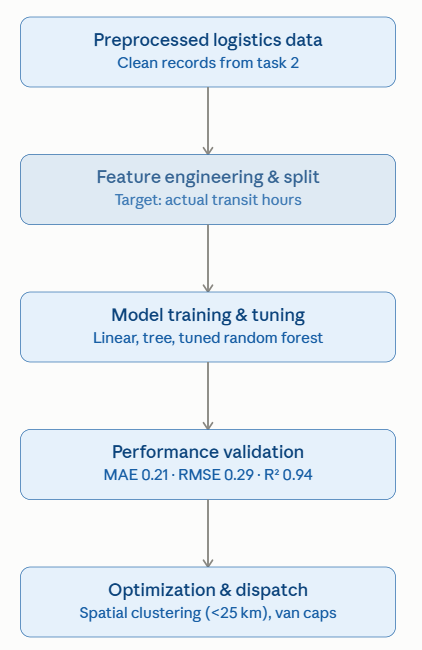 Preprocessed logistics data
Clean records from task 2
Feature engineering & split
Target: actual transit hours
Model training & tuning
Linear, tree, tuned random forest
Performance validation
MAE 0.21 · RMSE 0.29 · R² 0.94
Optimization & dispatch
Spatial clustering (<25 km), van caps